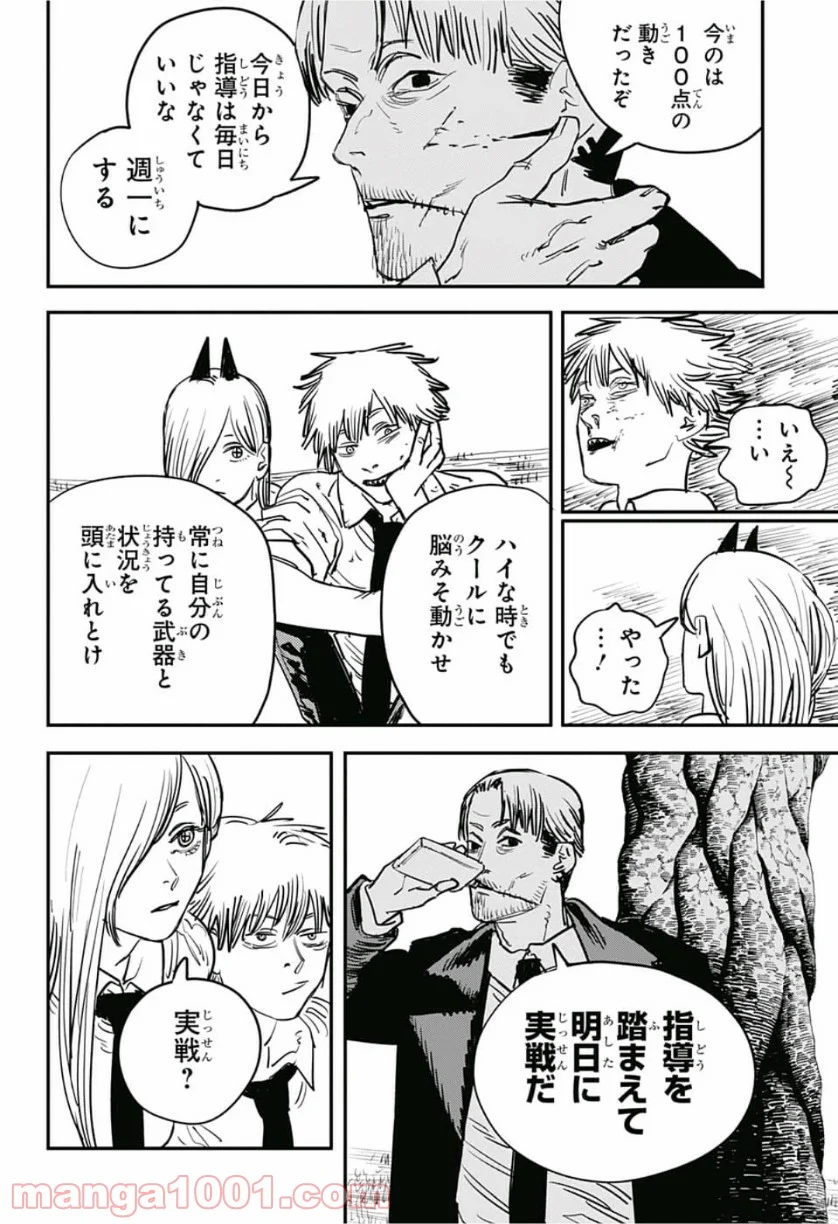 今のは
100点の
動き
だったぞ
今日から
指導は毎日
じゃなくて
いいな
週一に
する
いえ〜
…い
やった
…!
ハイな時でも
クールに
脳みそ動かせ
常に自分の
持ってる武器と
状況を
頭に入れとけ
指導を
踏まえて
明日に
実戦だ
実戦?
manga1001.com